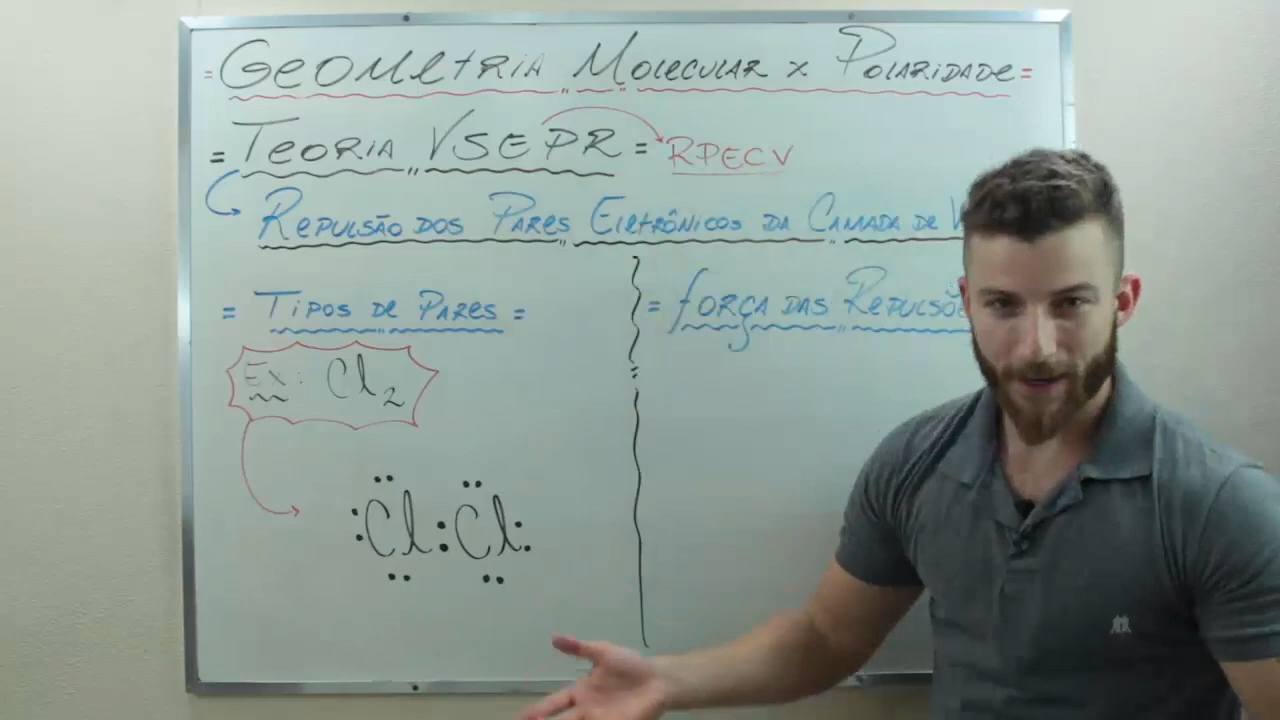 = Geometria Molecular x Polaridade =
= Teoria VSEPR = RPECV
Repulsão dos Pares Eletrônicos da Camada de
= Tipos de Pares =
= Força das
Ex: Cl2
:Cl:Cl: